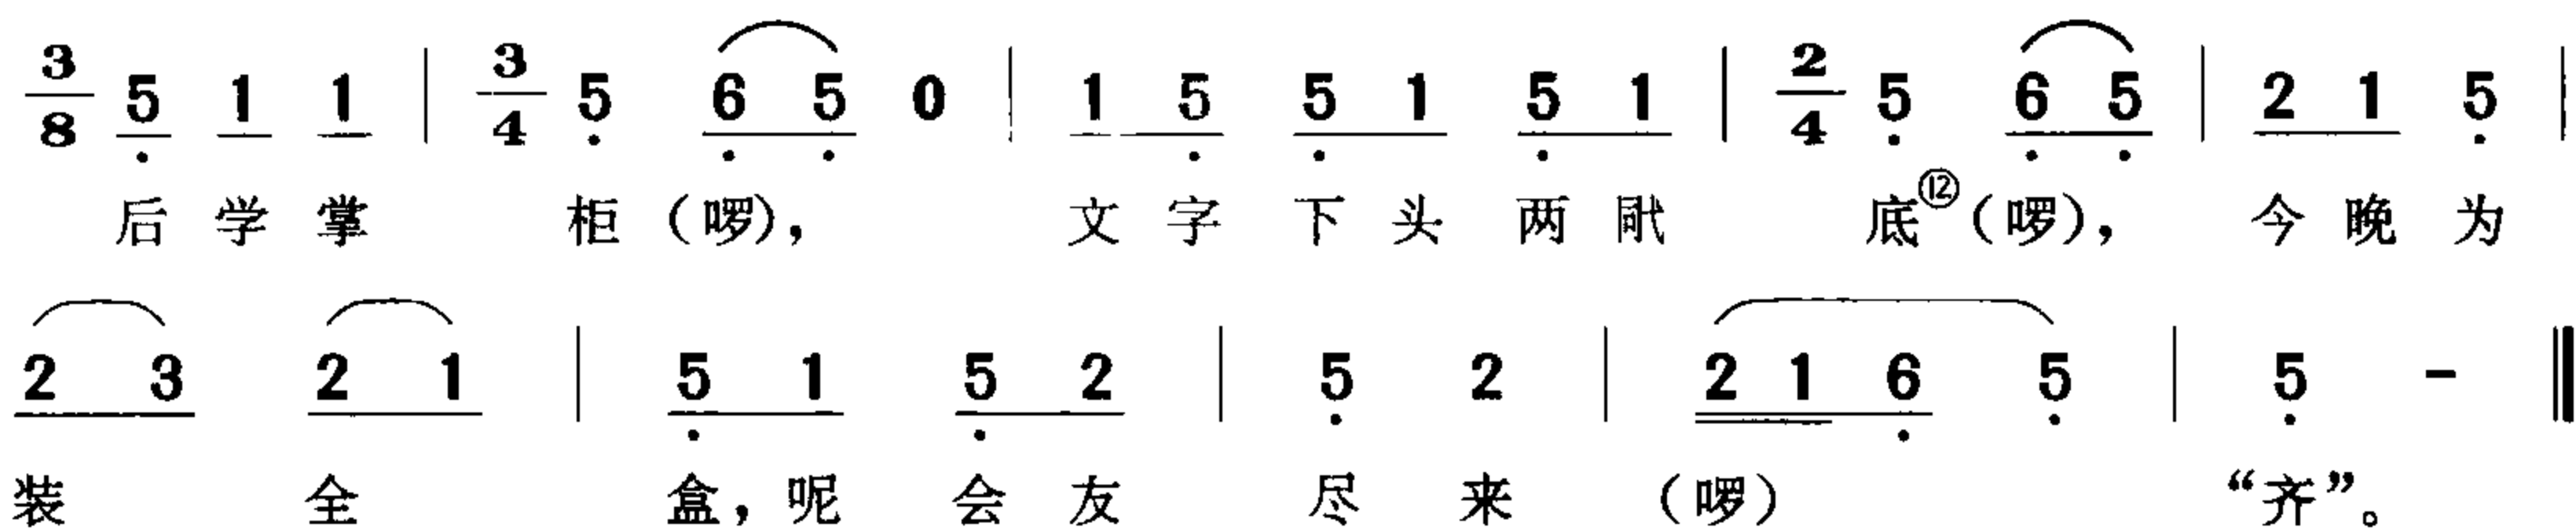 3/8 5 1 1 | 3/4 5 6 5 0 | 1 5 5 1 5 1 | 2/4 5 6 5 | 2 1 5 |
后学掌柜(啰),文字下头两㒲底⑫(啰),今晚为
2 3 2 1 | 5 1 5 2 | 5 2 | 2 1 6 5 | 5 - ‖
装全盒,呢会友尽来(啰)“齐”。